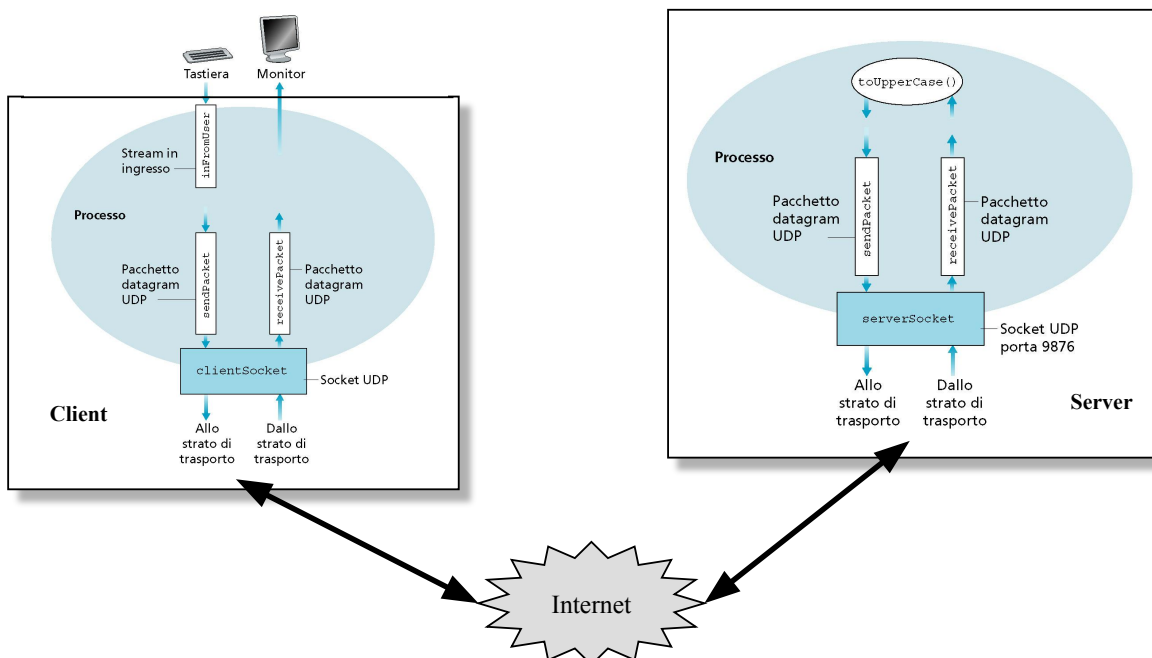 Tastiera
Monitor
inFromUser
Stream in
ingresso
Processo
Pacchetto
datagram
UDP
sendPacket
receivePacket
Pacchetto
datagram
UDP
clientSocket
Socket UDP
Client
Allo
strato di
trasporto
Dallo
strato di
trasporto
toUpperCase()
Processo
Pacchetto
datagram
UDP
sendPacket
receivePacket
Pacchetto
datagram
UDP
serverSocket
Socket UDP
porta 9876
Allo
strato di
trasporto
Dallo
strato di
trasporto
Server
Internet